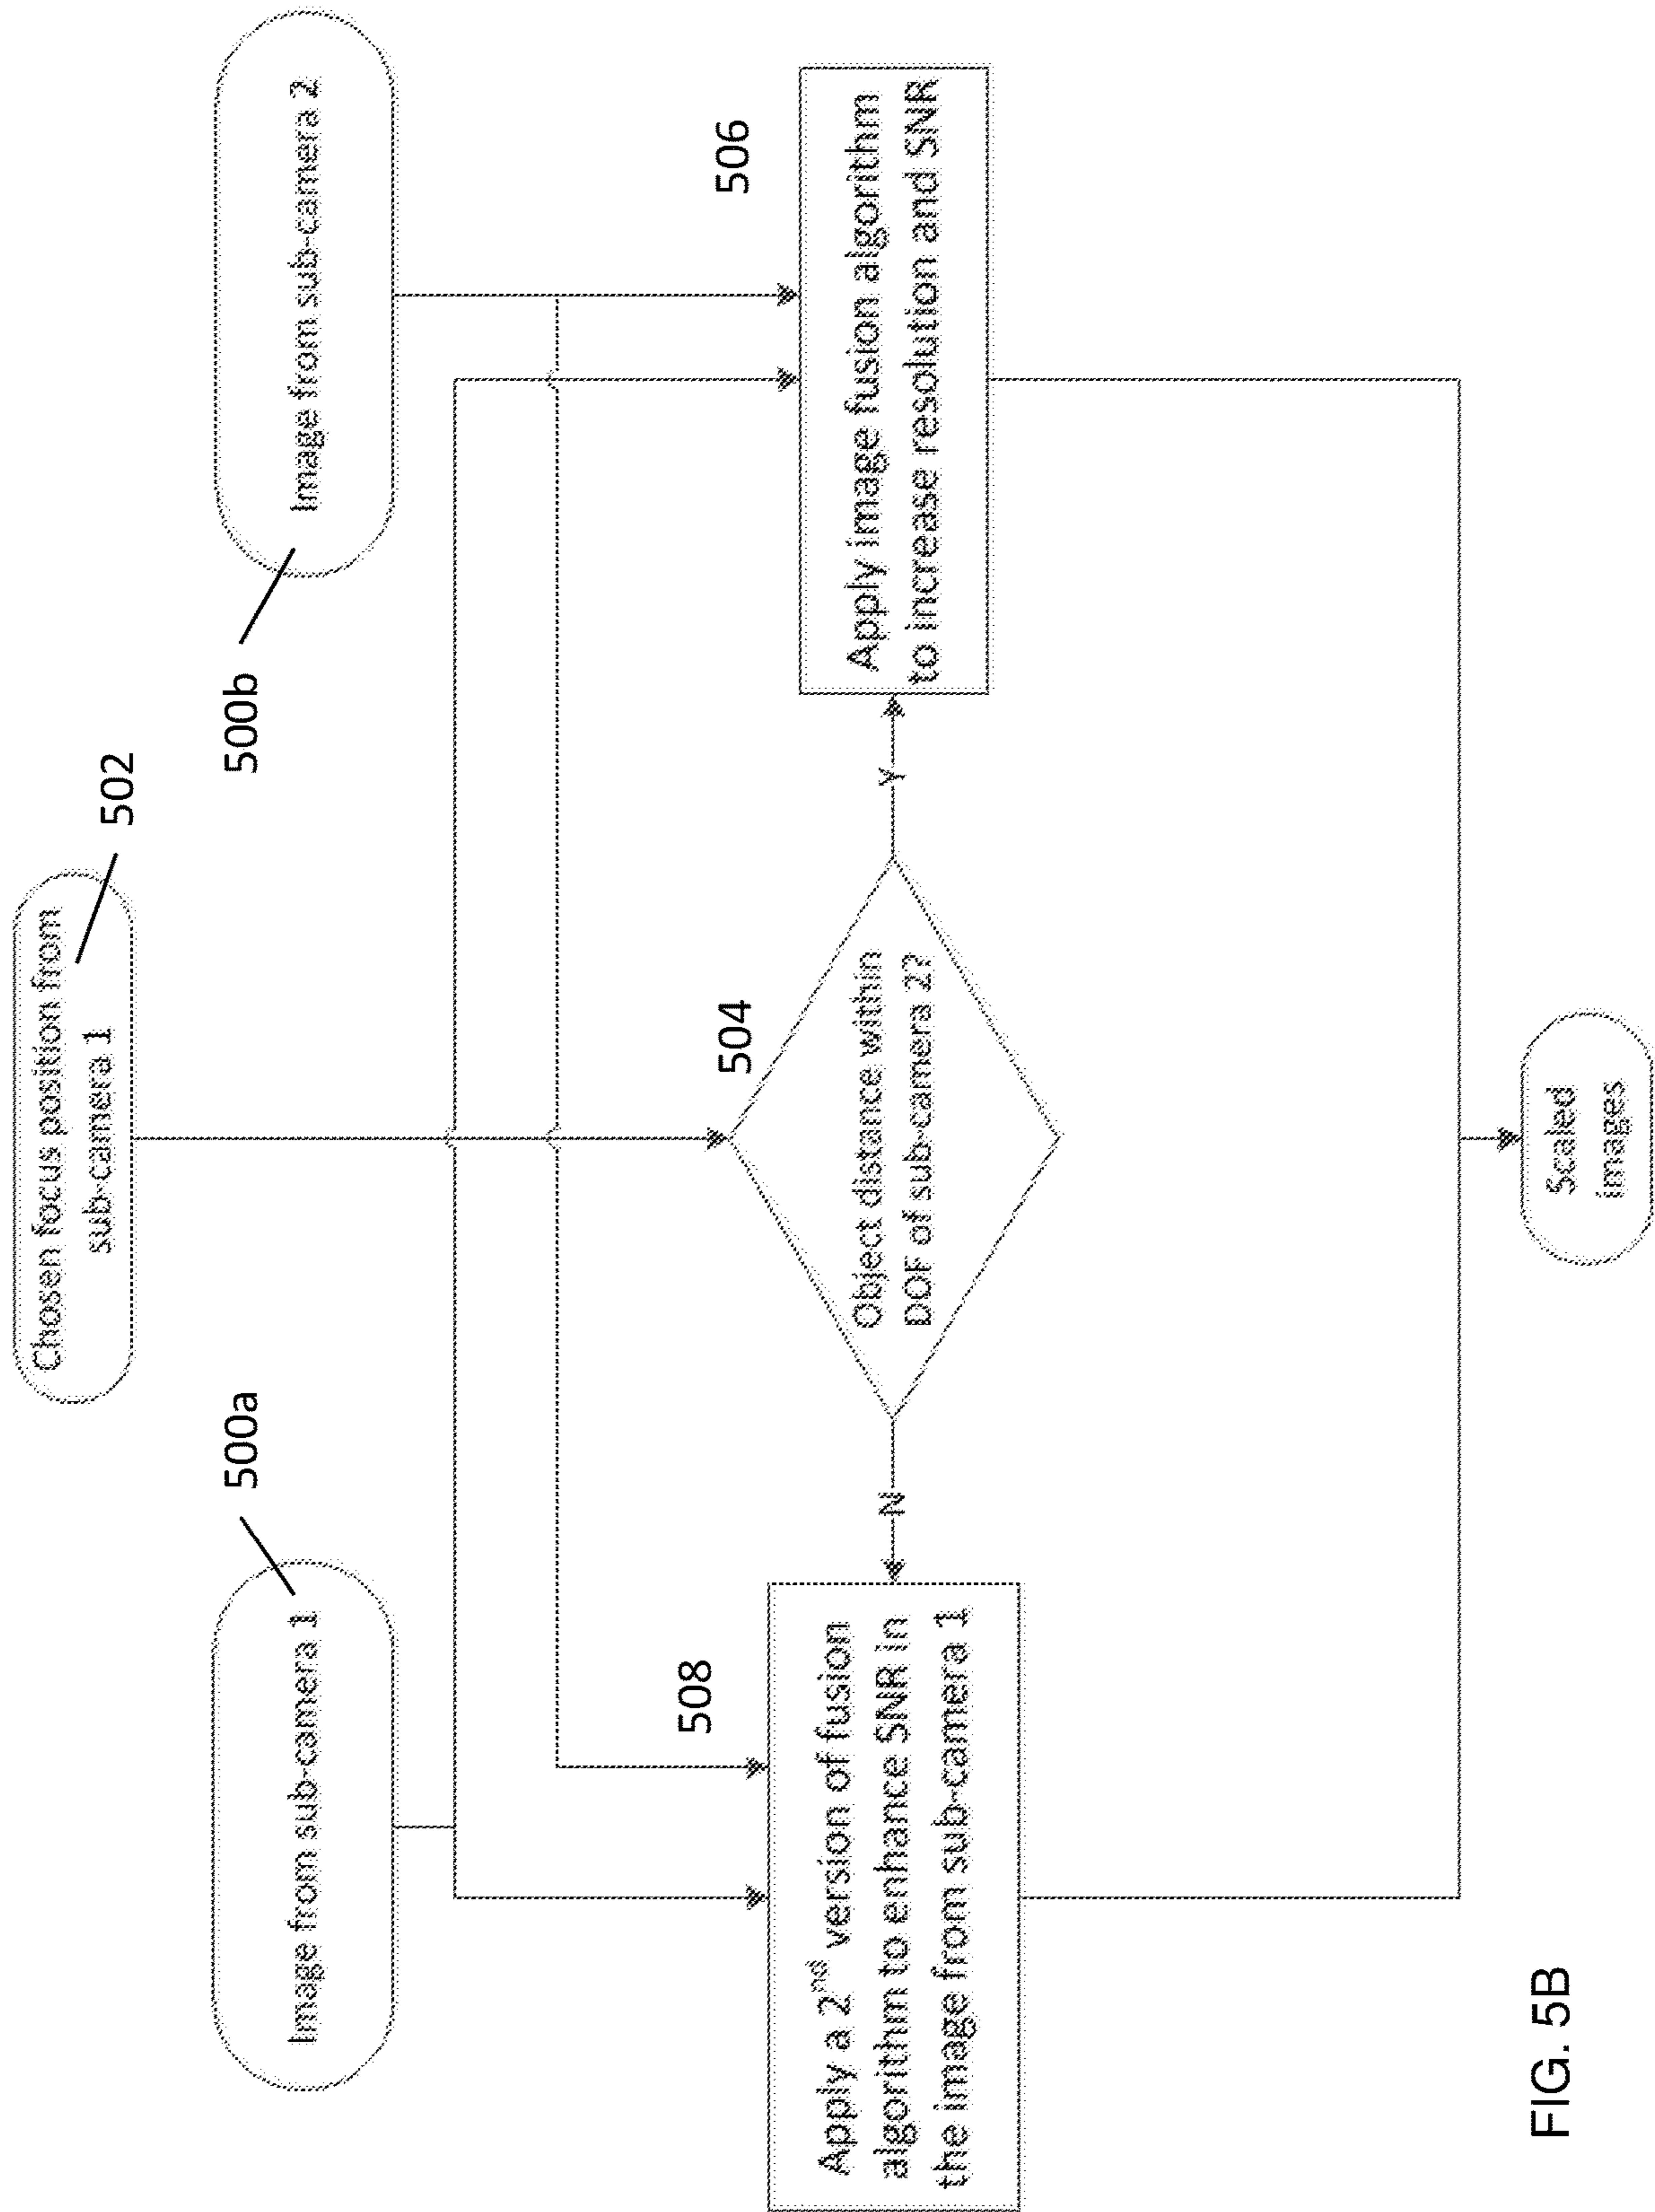 Chosen focus position from
sub-camera 1
502
500a
Image from sub-camera 1
500b
Image from sub-camera 2
504
Object distance within
DOF of sub-camera 2?
N
Y
508
Apply a 2nd version of fusion
algorithm to enhance SNR in
the image from sub-camera 1
506
Apply image fusion algorithm
to increase resolution and SNR
Scaled
images
FIG. 5B